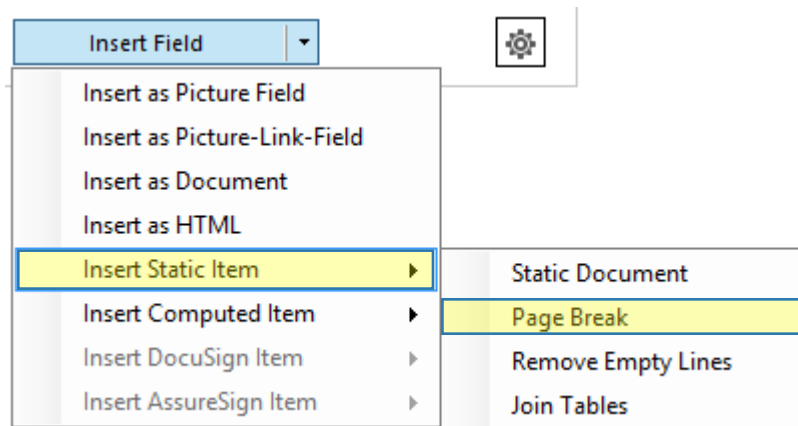 Insert Field
Insert as Picture Field
Insert as Picture-Link-Field
Insert as Document
Insert as HTML
Insert Static Item
Insert Computed Item
Insert DocuSign Item
Insert AssureSign Item
Static Document
Page Break
Remove Empty Lines
Join Tables